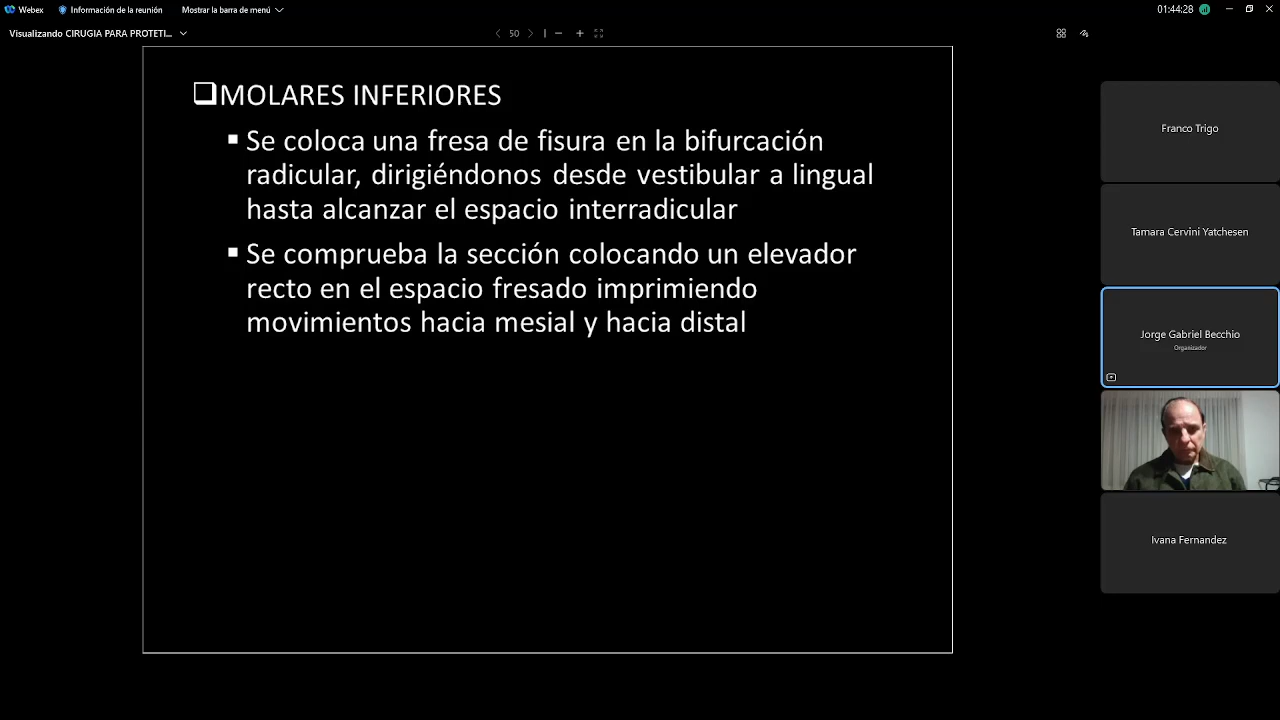 Webex
Información de la reunión
Mostrar la barra de menú
01:44:28
Visualizando CIRUGIA PARA PROTETI...
50
❑MOLARES INFERIORES
▪ Se coloca una fresa de fisura en la bifurcación
radicular, dirigiéndonos desde vestibular a lingual
hasta alcanzar el espacio interradicular
▪ Se comprueba la sección colocando un elevador
recto en el espacio fresado imprimiendo
movimientos hacia mesial y hacia distal
Franco Trigo
Tamara Cervini Yatchesen
Jorge Gabriel Becchio
Organizador
Ivana Fernandez